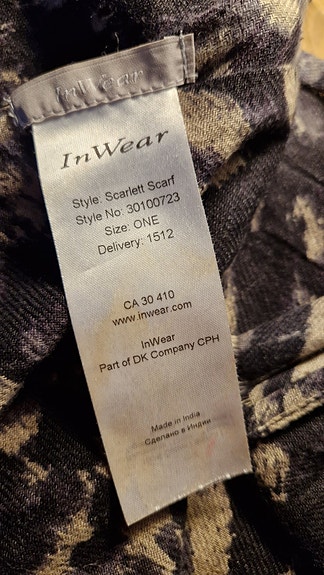 InWear
InWear
Style: Scarlett Scarf
Style No: 30100723
Size: ONE
Delivery: 1512
CA 30 410
www.inwear.com
InWear
Part of DK Company CPH
Made in India
Сделано в Индии